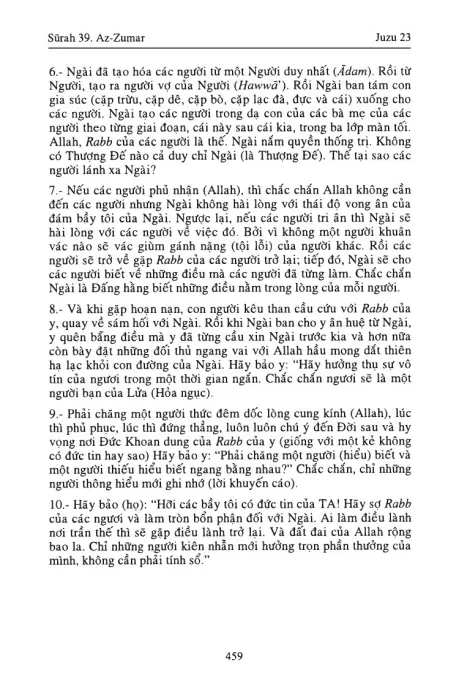 Sūrah 39. Az-Zumar Juzu 23
6.- Ngài đã tạo hóa các người từ một Người duy nhất (Ādam). Rồi từ
Người, tạo ra người vợ của Người (Hawwā’). Rồi Ngài ban tám con
gia súc (cặp trừu, cặp dê, cặp bò, cặp lạc đà, đực và cái) xuống cho
các người. Ngài tạo các người trong dạ con của các bà mẹ của các
người theo từng giai đoạn, cái này sau cái kia, trong ba lớp màn tối.
Allah, Rabb của các người là thế. Ngài nắm quyền thống trị. Không
có Thượng Đế nào cả duy chỉ Ngài (là Thượng Đế). Thế tại sao các
người lánh xa Ngài?
7.- Nếu các người phủ nhận (Allah), thì chắc chắn Allah không cần
đến các người nhưng Ngài không hài lòng với thái độ vong ân của
đám bầy tôi của Ngài. Ngược lại, nếu các người tri ân thì Ngài sẽ
hài lòng với các người về việc đó. Bởi vì không một người khuân
vác nào sẽ vác giùm gánh nặng (tội lỗi) của người khác. Rồi các
người sẽ trở về gặp Rabb của các người trở lại; tiếp đó, Ngài sẽ cho
các người biết về những điều mà các người đã từng làm. Chắc chắn
Ngài là Đấng hằng biết những điều nằm trong lòng của mỗi người.
8.- Và khi gặp hoạn nạn, con người kêu than cầu cứu với Rabb của
y, quay về sám hối với Ngài. Rồi khi Ngài ban cho y ân huệ từ Ngài,
y quên bẵng điều mà y đã từng cầu xin Ngài trước kia và hơn nữa
còn bày đặt những đối thủ ngang vai với Allah hầu mong dắt thiên
hạ lạc khỏi con đường của Ngài. Hãy bảo y: “Hãy hưởng thụ sự vô
tín của ngươi trong một thời gian ngắn. Chắc chắn ngươi sẽ là một
người bạn của Lửa (Hỏa ngục).
9.- Phải chăng một người thức đêm dốc lòng cung kính (Allah), lúc
thì phủ phục, lúc thì đứng thẳng, luôn luôn chú ý đến Đời sau và hy
vọng nơi Đức Khoan dung của Rabb của y (giống với một kẻ không
có đức tin hay sao) Hãy bảo y: “Phải chăng một người (hiểu) biết và
một người thiếu hiểu biết ngang bằng nhau?” Chắc chắn, chỉ những
người thông hiểu mới ghi nhớ (lời khuyến cáo).
10.- Hãy bảo (họ): “Hỡi các bầy tôi có đức tin của TA! Hãy sợ Rabb
của các ngươi và làm tròn bổn phận đối với Ngài. Ai làm điều lành
nơi trần thế thì sẽ gặp điều lành trở lại. Và đất đai của Allah rộng
bao la. Chỉ những người kiên nhẫn mới hưởng trọn phần thưởng của
mình, không cần phải tính sổ.”
459